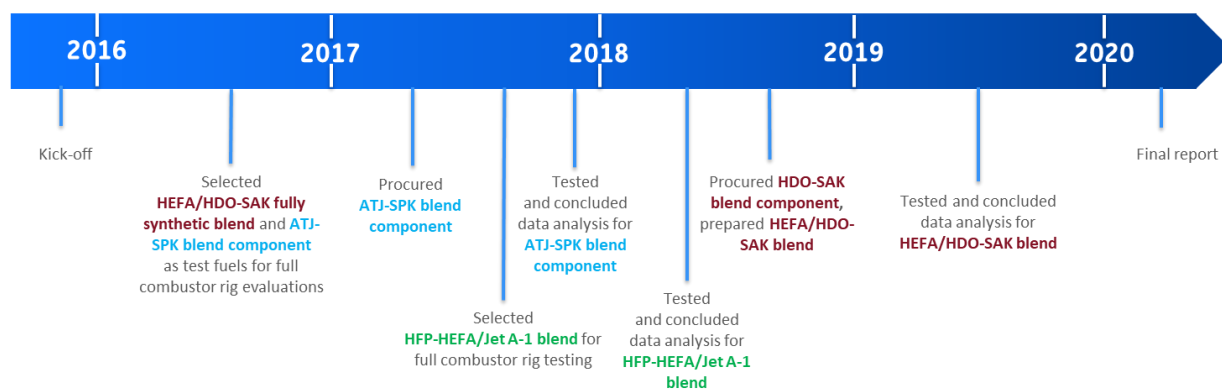 2016
2017
2018
2019
2020
Kick-off
Selected
HEFA/HDO-SAK fully
synthetic blend and ATJ-
SPK blend component
as test fuels for full
combustor rig evaluations
Procured
ATJ-SPK blend
component
Selected
HFP-HEFA/Jet A-1 blend for
full combustor rig testing
Tested
and concluded
data analysis for
ATJ-SPK blend
component
Tested
and concluded
data analysis for
HFP-HEFA/Jet A-1
blend
Procured HDO-SAK
blend component,
prepared HEFA/HDO-
SAK blend
Tested and concluded
data analysis for
HEFA/HDO-SAK blend
Final report